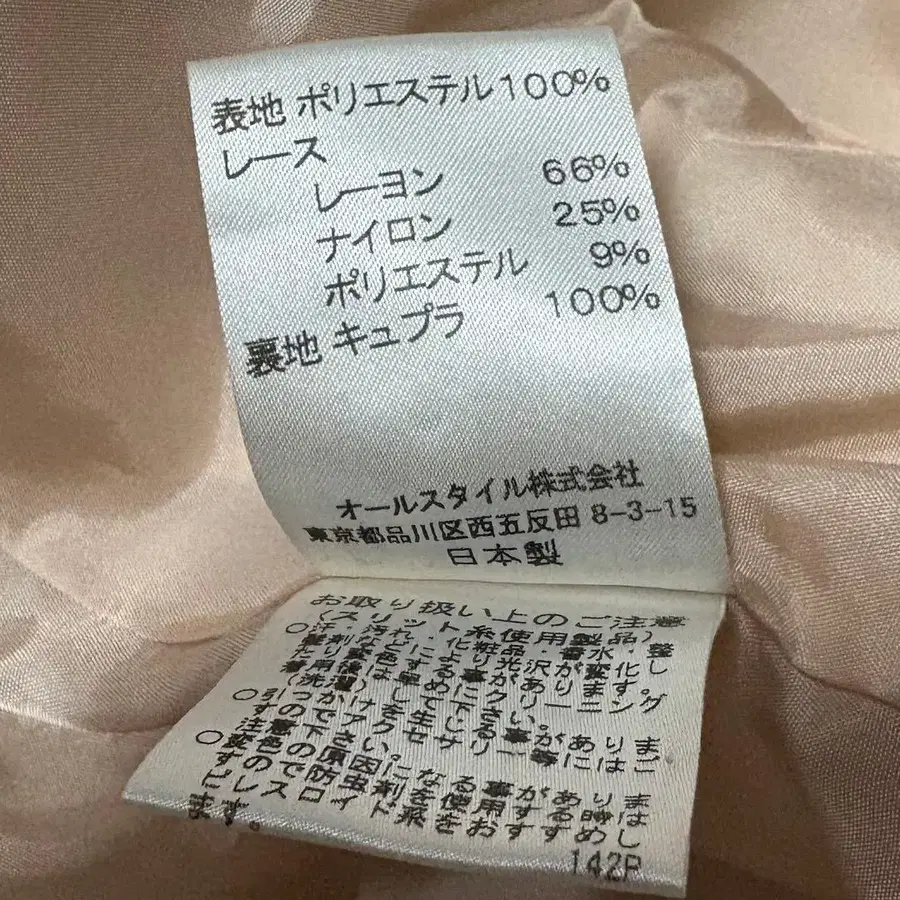 表地 ポリエステル100%
レース
レーヨン 66%
ナイロン 25%
ポリエステル 9%
裏地 キュプラ 100%
オールスタイル株式会社
東京都品川区西五反田 8-3-15
日本製
お取り扱い上のご注意
(スリット糸使用製品)
○汗・汚れ・化粧品・香水・整
髪剤などにより光沢が変化し
たり変色する事があります。
着用後は早めにクリーニング
(洗濯)して下さい。
○引っかけを生じる事がありま
すのでアクセサリー等にはご
注意下さい。
○変色の原因になる事がありま
すので防虫剤を使用する時は
ピレスロイド系をおすすめし
ます。
142P